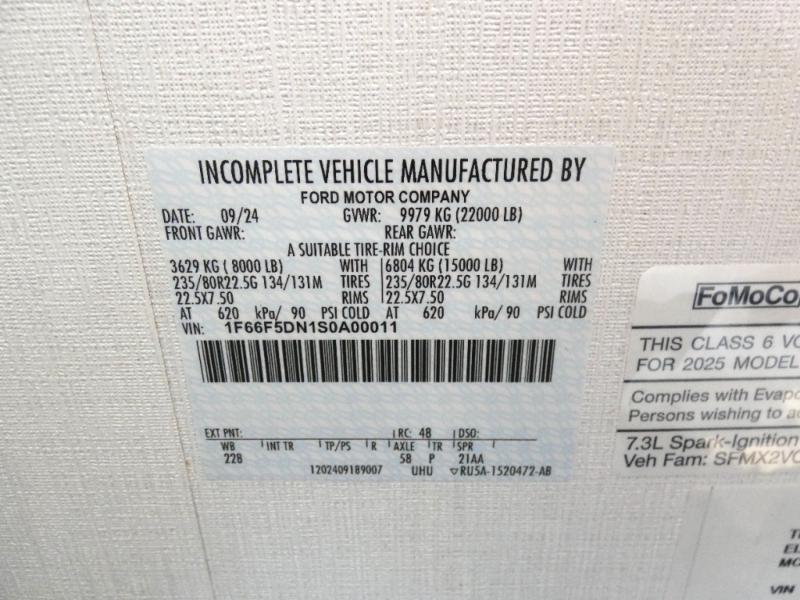 INCOMPLETE VEHICLE MANUFACTURED BY
FORD MOTOR COMPANY
DATE: 09/24 GVWR: 9979 KG (22000 LB)
FRONT GAWR: REAR GAWR:
A SUITABLE TIRE-RIM CHOICE
3629 KG ( 8000 LB) WITH 6804 KG (15000 LB) WITH
235/80R22.5G 134/131M TIRES 235/80R22.5G 134/131M TIRES
22.5X7.50 RIMS 22.5X7.50 RIMS
AT 620 kPa/ 90 PSI COLD AT 620 kPa/ 90 PSI COLD
VIN: 1F66F5DN1S0A00011
EXT PNT: RC: 48 DSO:
WB INT TR TP/PS R AXLE TR SPR
22B 58 P 21AA
1202409189007 UHU ▽RU5A-1520472-AB
FoMoCo
THIS CLASS 6
FOR 2025 MODEL
Complies with
Persons wishing to
7.3L Spark-Ignition
Veh Fam: SFMX2V
VIN